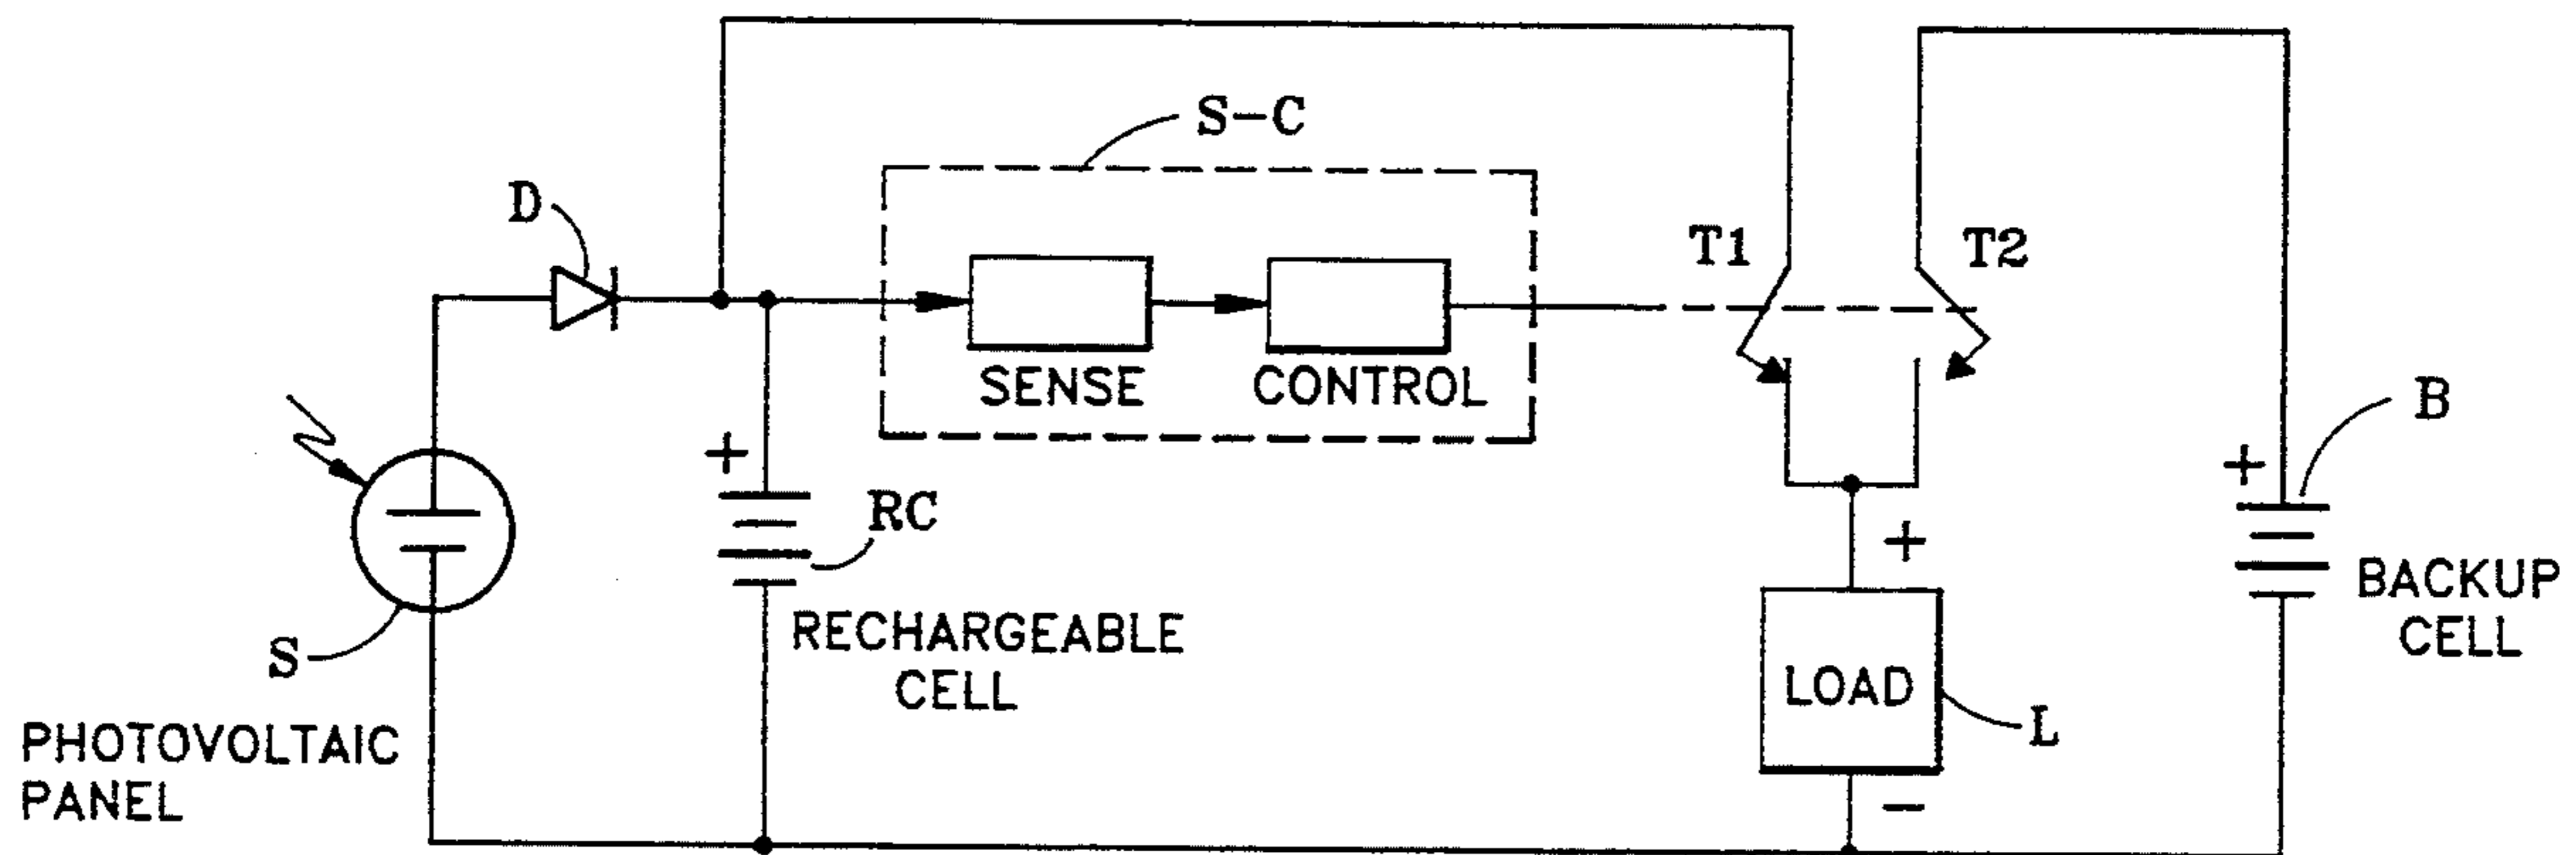 S-C
D
T1
T2
SENSE
CONTROL
B
+
+
RC
+
BACKUP
CELL
RECHARGEABLE
CELL
S
LOAD
L
PHOTOVOLTAIC
PANEL
-